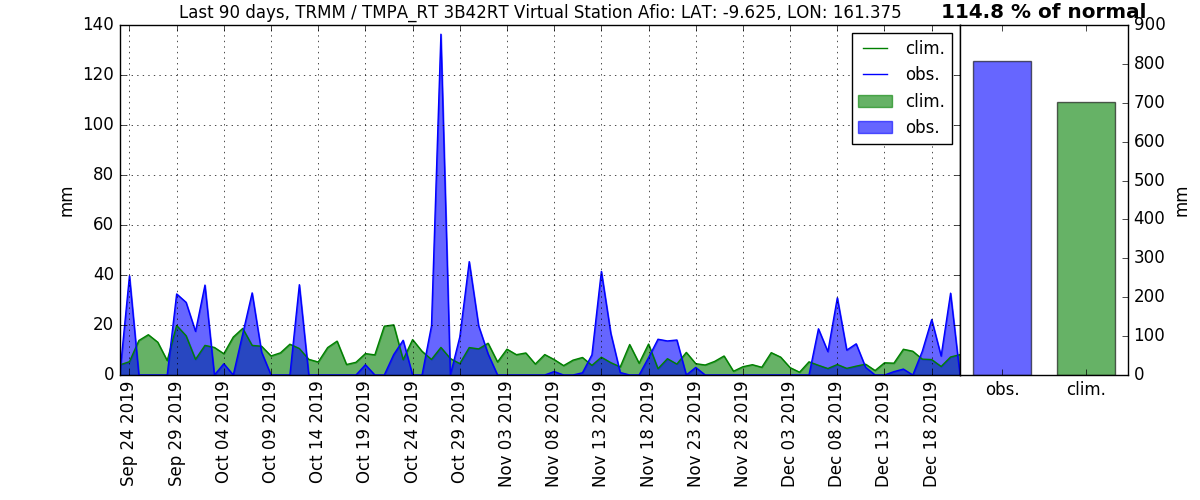 Last 90 days, TRMM / TMPA_RT 3B42RT Virtual Station Afio: LAT: -9.625, LON: 161.375
114.8 % of normal
140
120
100
80
60
40
20
0
mm
clim.
obs.
clim.
obs.
900
800
700
600
500
400
300
200
100
0
mm
Sep 24 2019
Sep 29 2019
Oct 04 2019
Oct 09 2019
Oct 14 2019
Oct 19 2019
Oct 24 2019
Oct 29 2019
Nov 03 2019
Nov 08 2019
Nov 13 2019
Nov 18 2019
Nov 23 2019
Nov 28 2019
Dec 03 2019
Dec 08 2019
Dec 13 2019
Dec 18 2019
obs.
clim.